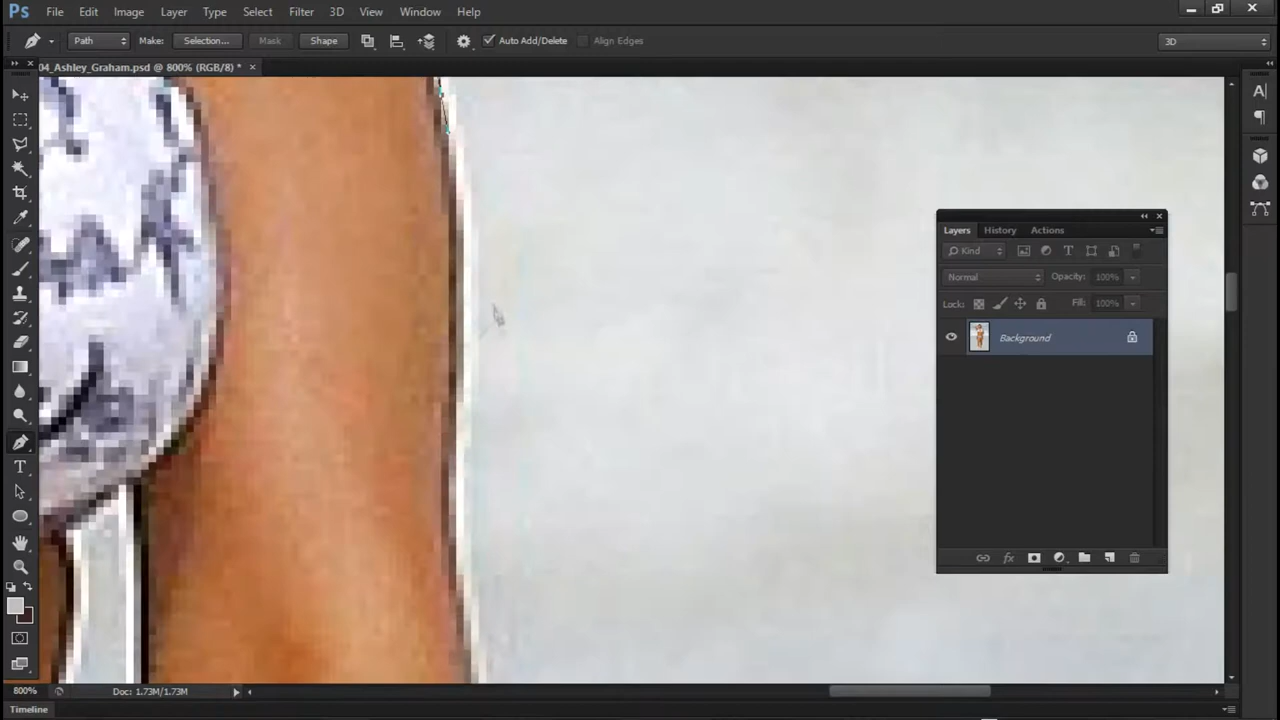 Ps File Edit Image Layer Type Select Filter 3D View Window Help
Path Make: Selection... Mask Shape Auto Add/Delete Align Edges 3D
04_Ashley_Graham.psd @ 800% (RGB/8) * ×
Layers History Actions
Kind
Normal Opacity: 100%
Lock: Fill: 100%
Background
800% Doc: 1.73M/1.73M
Timeline